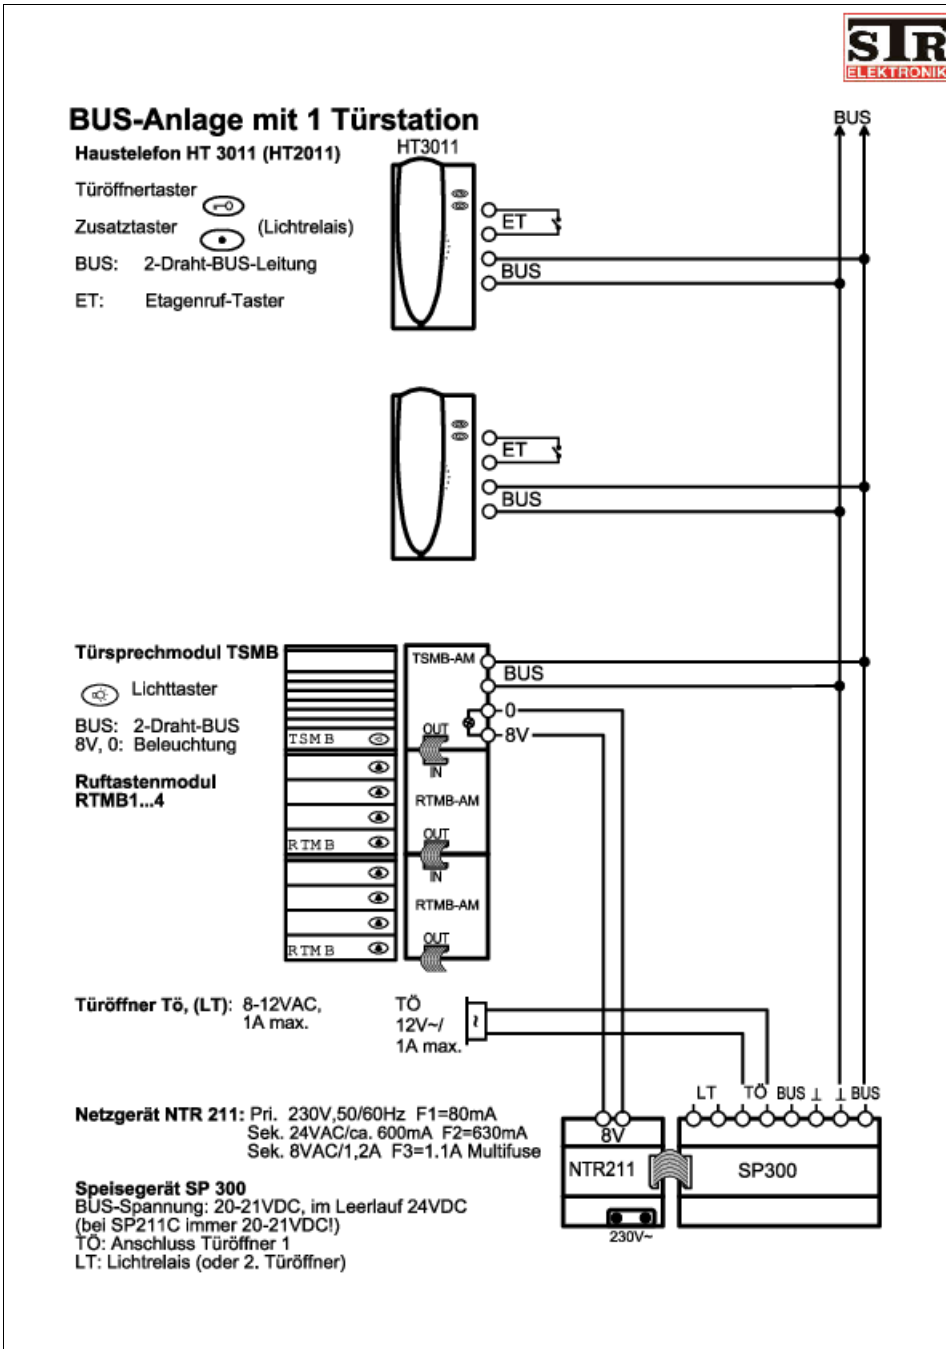 STR
ELEKTRONIK
BUS-Anlage mit 1 Türstation
BUS
Haustelefon HT 3011 (HT2011)
HT3011
Türöffnertaster
Zusatztaster (Lichtrelais)
BUS: 2-Draht-BUS-Leitung
ET: Etagenruf-Taster
ET
BUS
ET
BUS
Türsprechmodul TSMB
Lichttaster
BUS: 2-Draht-BUS
8V, 0: Beleuchtung
Ruftastenmodul
RTMB1...4
TSMB
RTMB
RTMB
TSMB-AM
BUS
0
8V
OUT
IN
RTMB-AM
OUT
IN
RTMB-AM
OUT
Türöffner Tö, (LT): 8-12VAC,
1A max.
TÖ
12V~/
1A max.
~
LT TÖ BUS ⊥ ⊥ BUS
Netzgerät NTR 211: Pri. 230V,50/60Hz F1=80mA
Sek. 24VAC/ca. 600mA F2=630mA
Sek. 8VAC/1,2A F3=1.1A Multifuse
8V
NTR211
SP300
230V~
Speisegerät SP 300
BUS-Spannung: 20-21VDC, im Leerlauf 24VDC
(bei SP211C immer 20-21VDC!)
TÖ: Anschluss Türöffner 1
LT: Lichtrelais (oder 2. Türöffner)